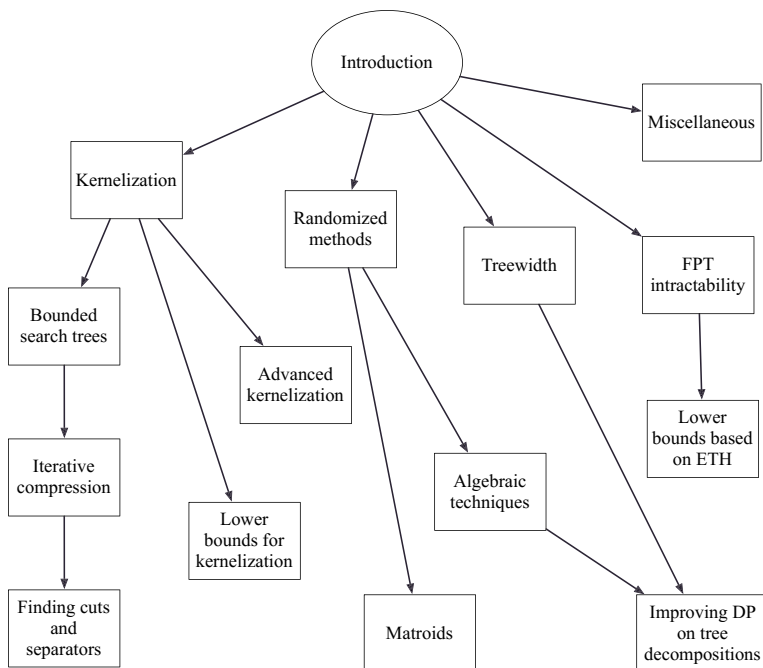 Introduction
Miscellaneous
Kernelization
Randomized
methods
Treewidth
FPT
intractability
Bounded
search trees
Advanced
kernelization
Lower
bounds based
on ETH
Iterative
compression
Algebraic
techniques
Lower
bounds for
kernelization
Finding cuts
and
separators
Matroids
Improving DP
on tree
decompositions